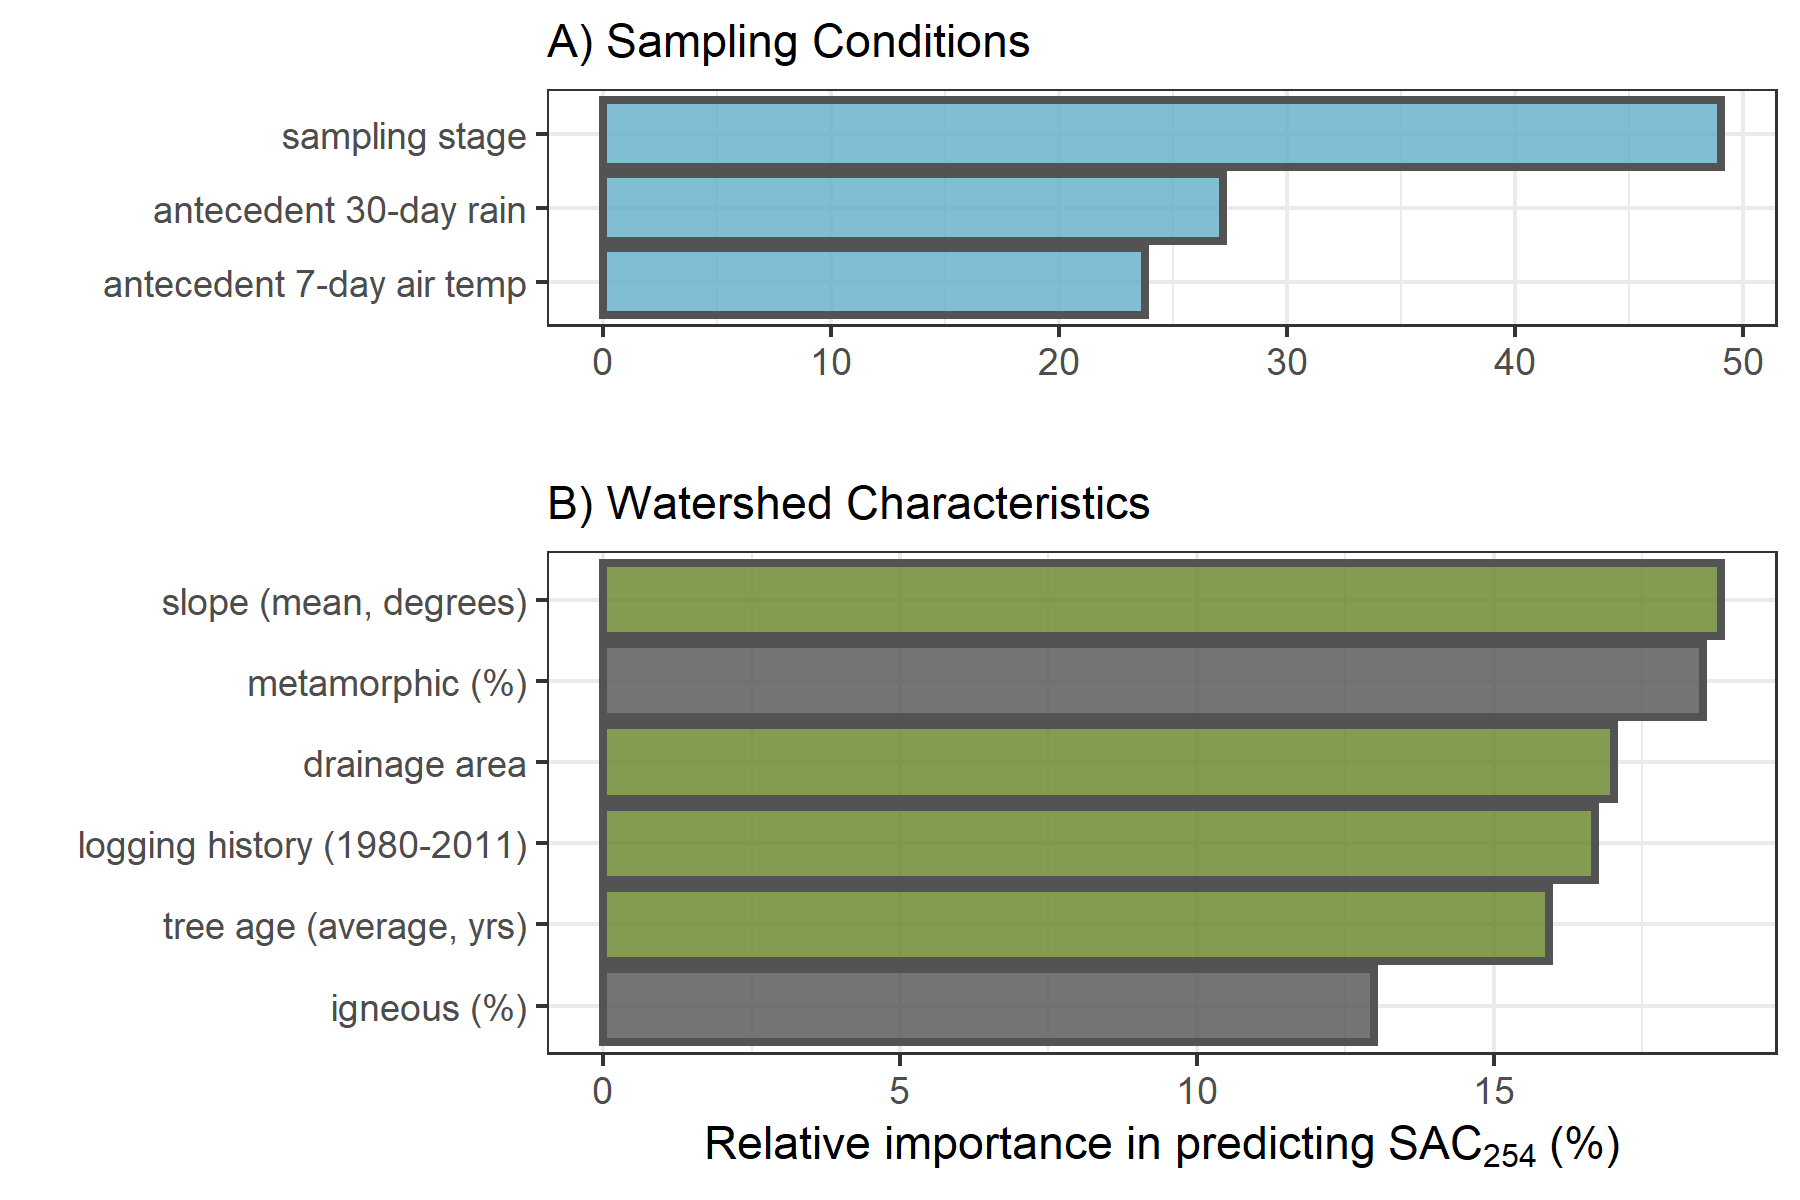 A) Sampling Conditions
sampling stage
antecedent 30-day rain
antecedent 7-day air temp
0 10 20 30 40 50
B) Watershed Characteristics
slope (mean, degrees)
metamorphic (%)
drainage area
logging history (1980-2011)
tree age (average, yrs)
igneous (%)
0 5 10 15
Relative importance in predicting SAC₂₅₄ (%)